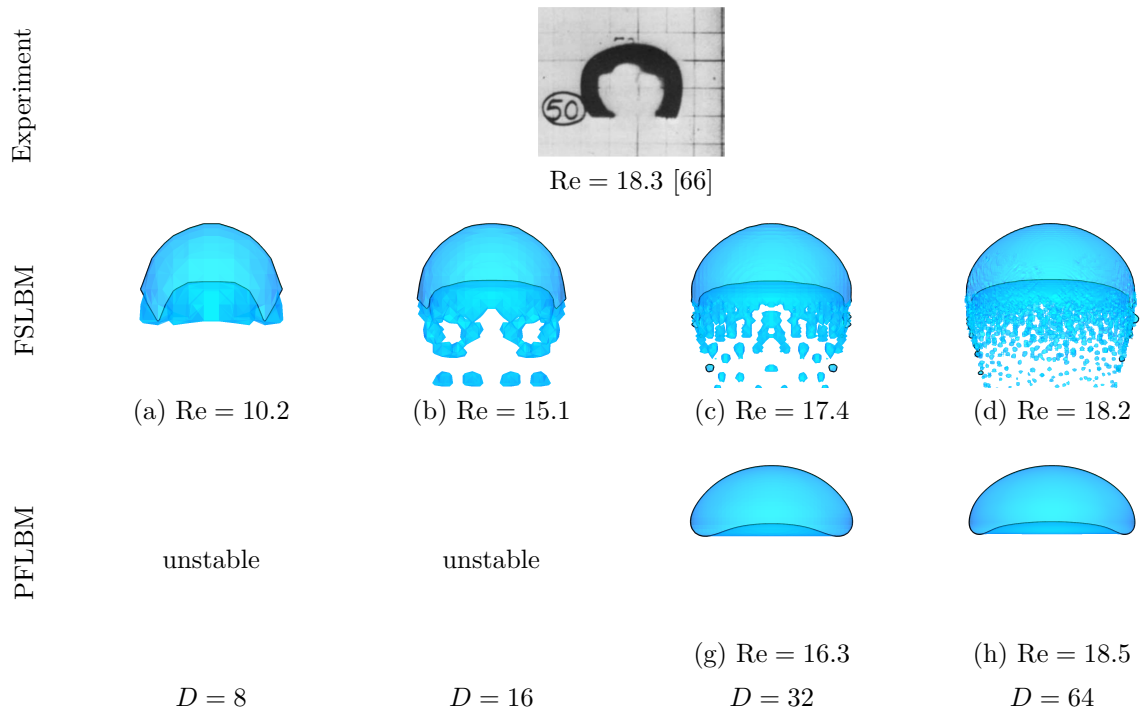 Experiment
50
Re = 18.3 [66]
FSLBM
(a) Re = 10.2
(b) Re = 15.1
(c) Re = 17.4
(d) Re = 18.2
PFLBM
unstable
unstable
(g) Re = 16.3
(h) Re = 18.5
D = 8
D = 16
D = 32
D = 64